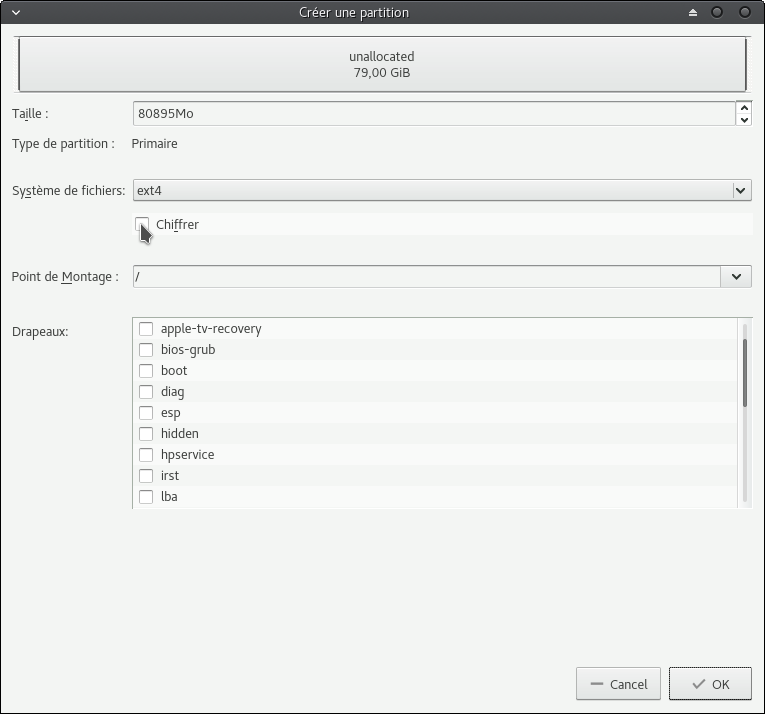 Créer une partition
unallocated
79,00 GiB
Taille :
80895Mo
Type de partition :
Primaire
Système de fichiers:
ext4
Chiffrer
Point de Montage :
/
Drapeaux:
apple-tv-recovery
bios-grub
boot
diag
esp
hidden
hpservice
irst
lba
Cancel
OK